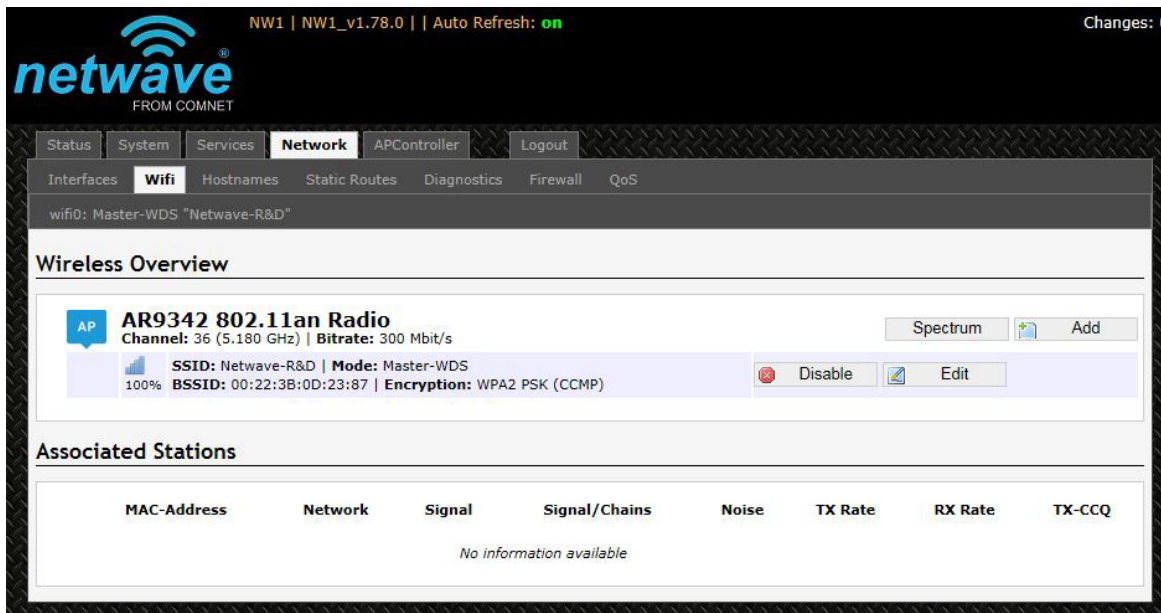 NW1 | NW1_v1.78.0 | | Auto Refresh: on
Changes:
netwave®
FROM COMNET
Status System Services Network APController Logout
Interfaces Wifi Hostnames Static Routes Diagnostics Firewall QoS
wifi0: Master-WDS "Netwave-R&D"
Wireless Overview
AP
AR9342 802.11an Radio
Channel: 36 (5.180 GHz) | Bitrate: 300 Mbit/s
Spectrum Add
SSID: Netwave-R&D | Mode: Master-WDS
100% BSSID: 00:22:3B:0D:23:87 | Encryption: WPA2 PSK (CCMP)
Disable Edit
Associated Stations
MAC-Address Network Signal Signal/Chains Noise TX Rate RX Rate TX-CCQ
No information available